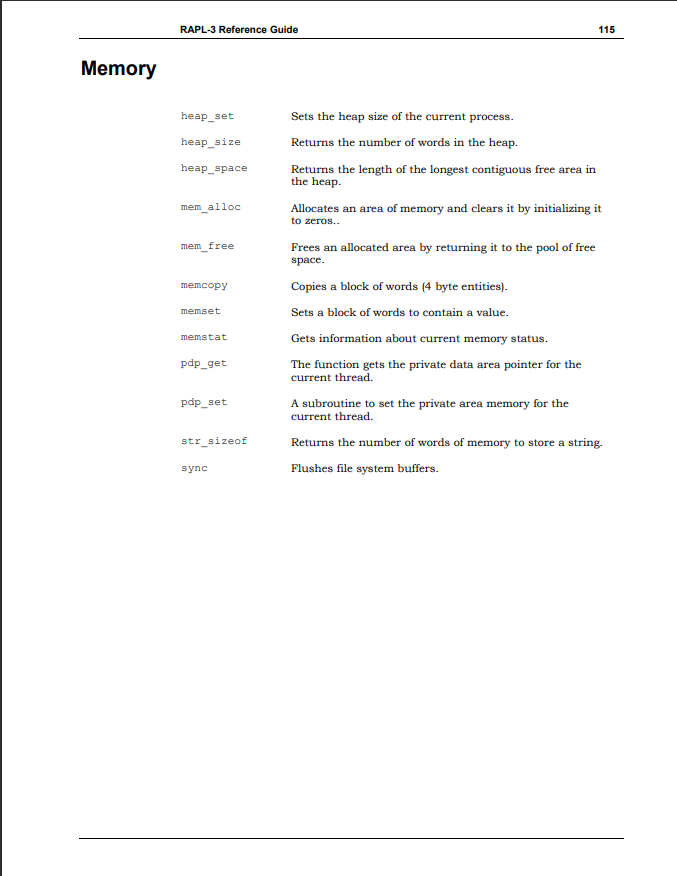 RAPL-3 Reference Guide 115
Memory
heap_set Sets the heap size of the current process.
heap_size Returns the number of words in the heap.
heap_space Returns the length of the longest contiguous free area in
the heap.
mem_alloc Allocates an area of memory and clears it by initializing it
to zeros..
mem_free Frees an allocated area by returning it to the pool of free
space.
memcopy Copies a block of words (4 byte entities).
memset Sets a block of words to contain a value.
memstat Gets information about current memory status.
pdp_get The function gets the private data area pointer for the
current thread.
pdp_set A subroutine to set the private area memory for the
current thread.
str_sizeof Returns the number of words of memory to store a string.
sync Flushes file system buffers.